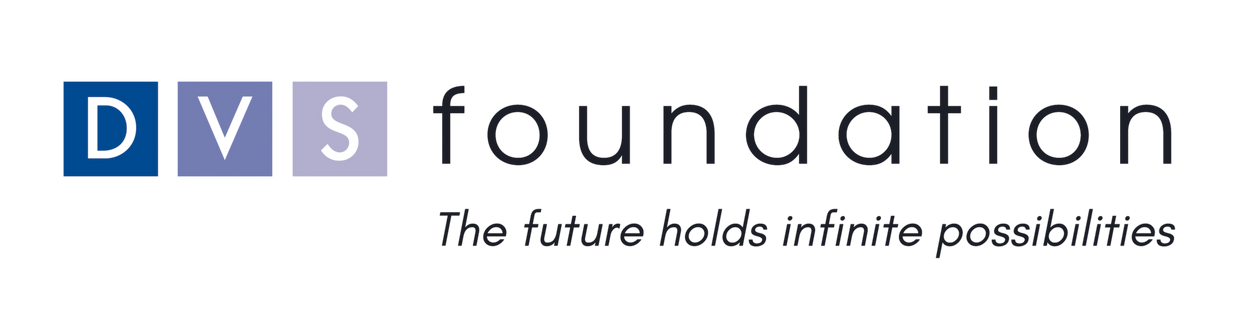 DVS foundation
The future holds infinite possibilities